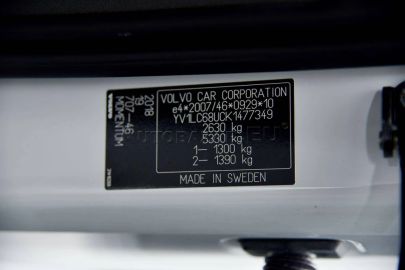 VOLVO CAR CORPORATION
e4*2007/46*0929*10
YV1LC68UCK1477349
2630 kg
5330 kg
1– 1300 kg
2– 1390 kg
MADE IN SWEDEN
2018
19
707-46
MOMENTUM
VOLVO